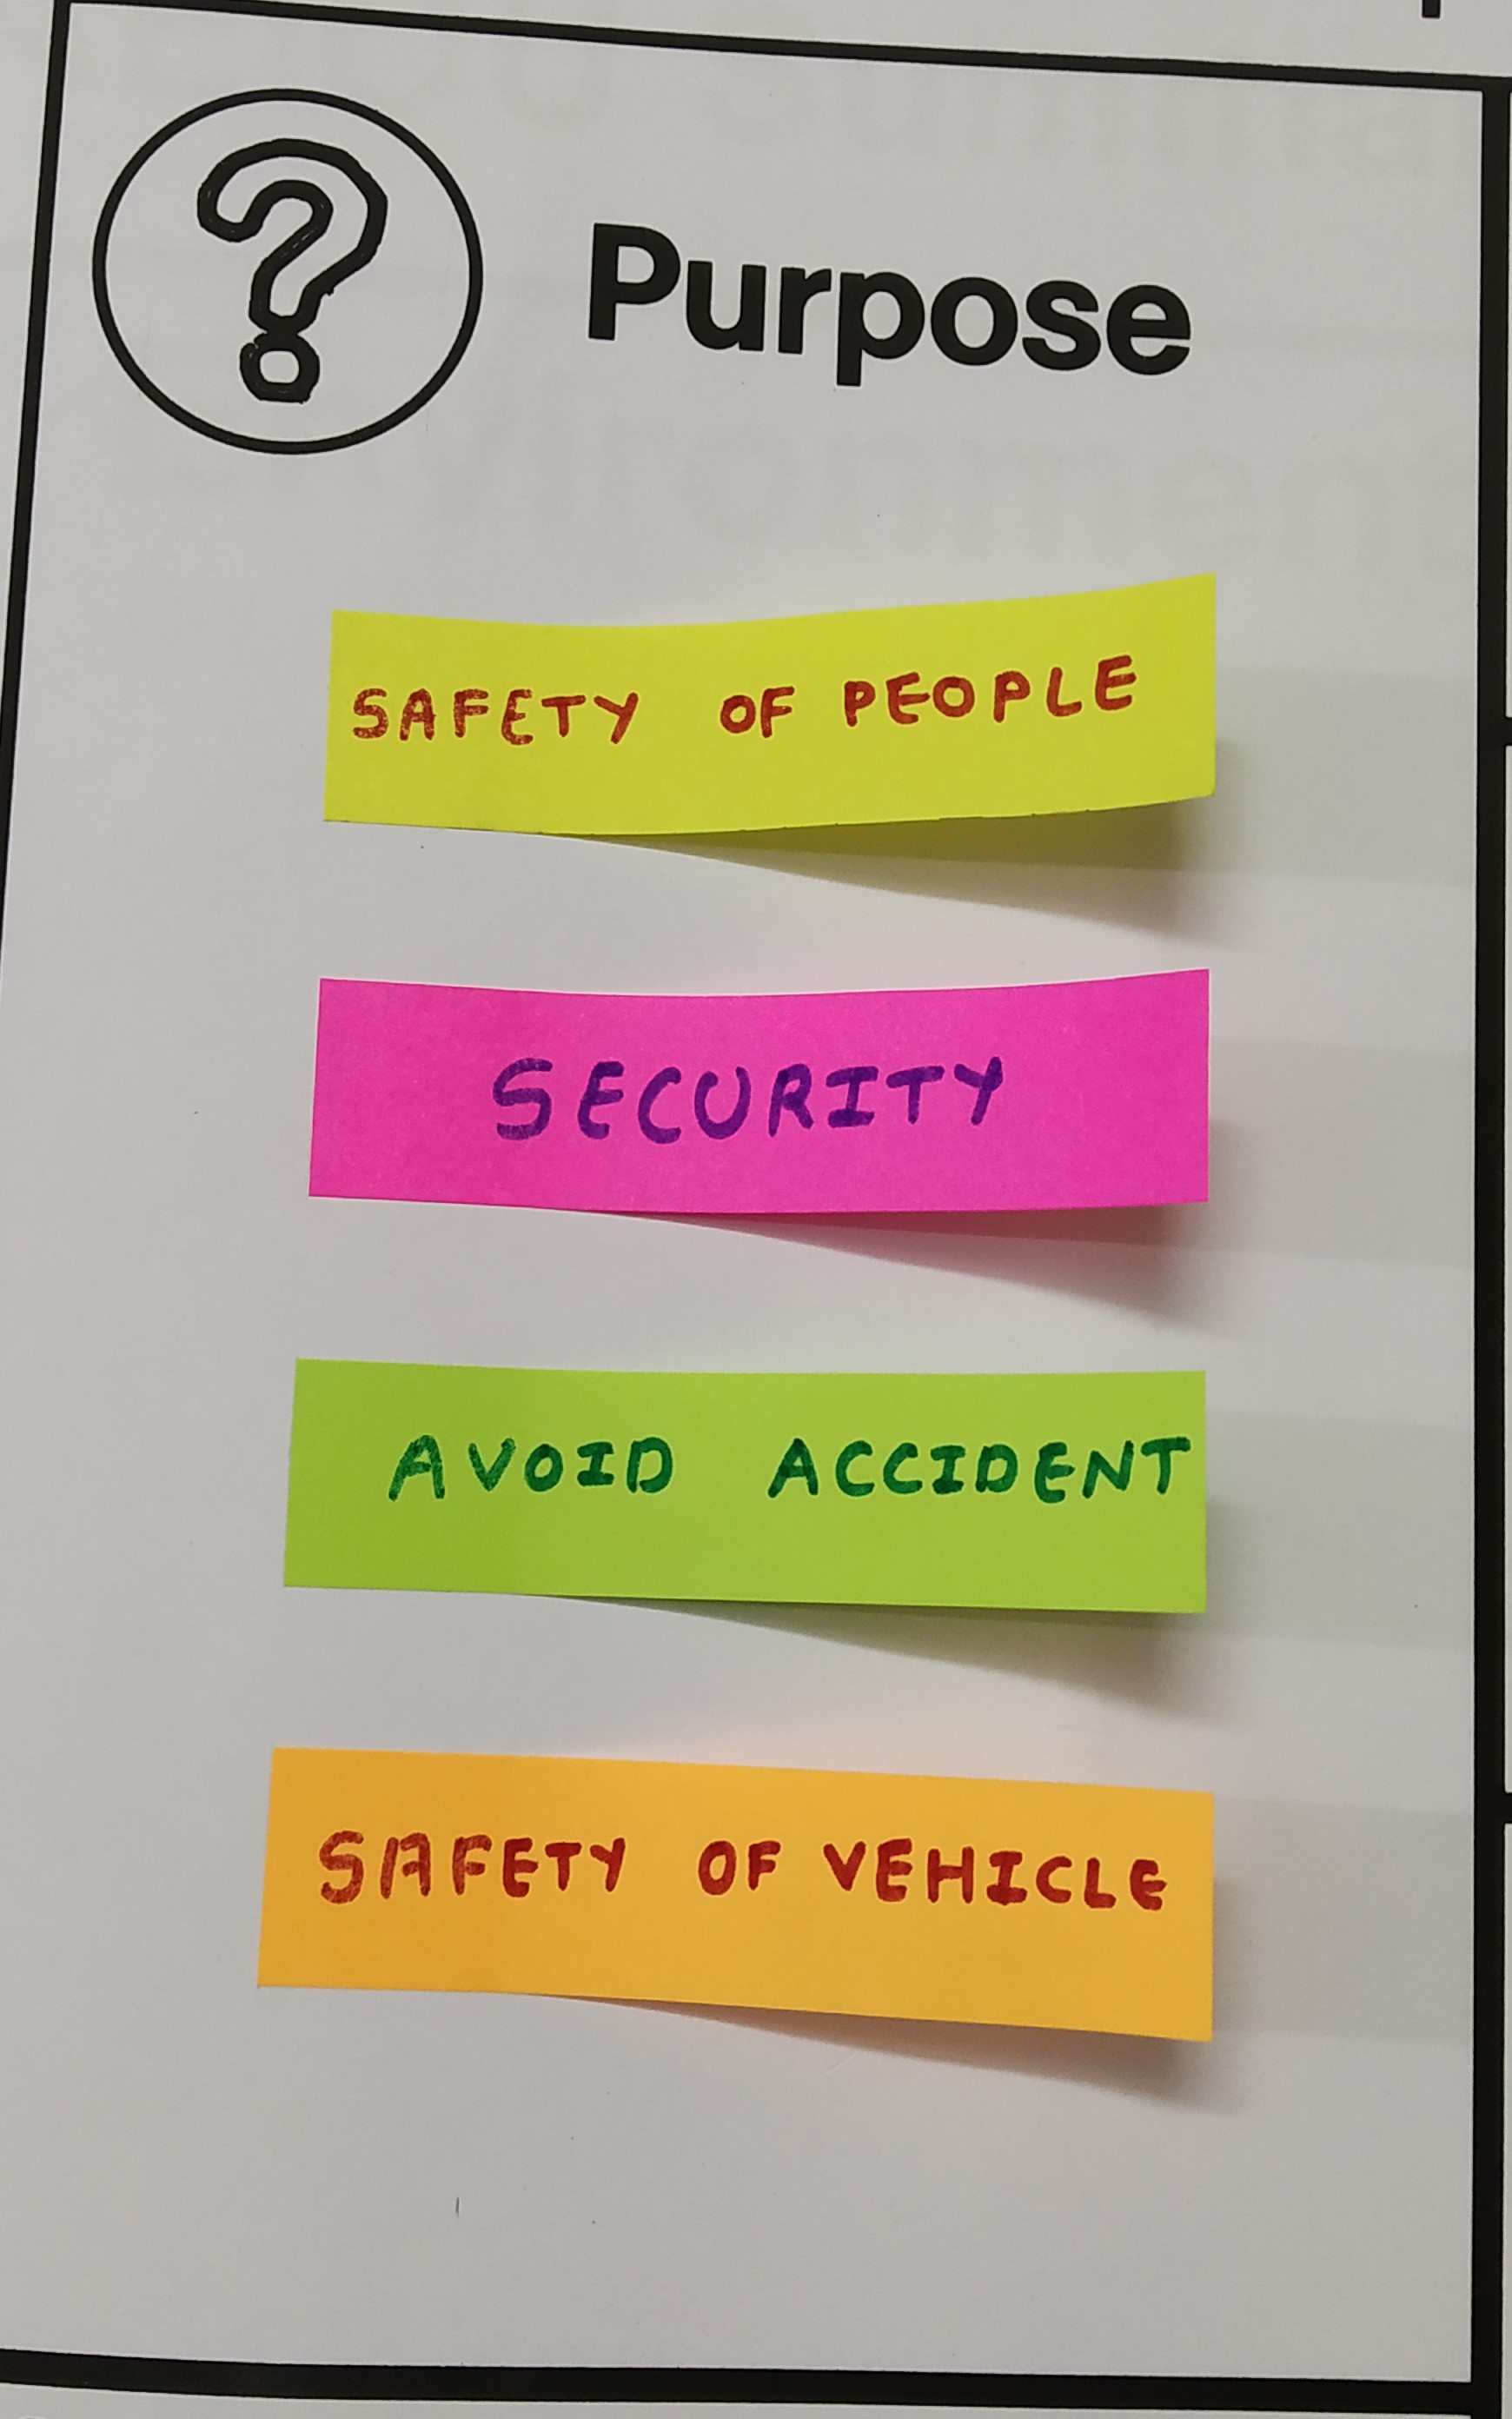 Purpose
SAFETY OF PEOPLE
SECURITY
AVOID ACCIDENT
SAFETY OF VEHICLE